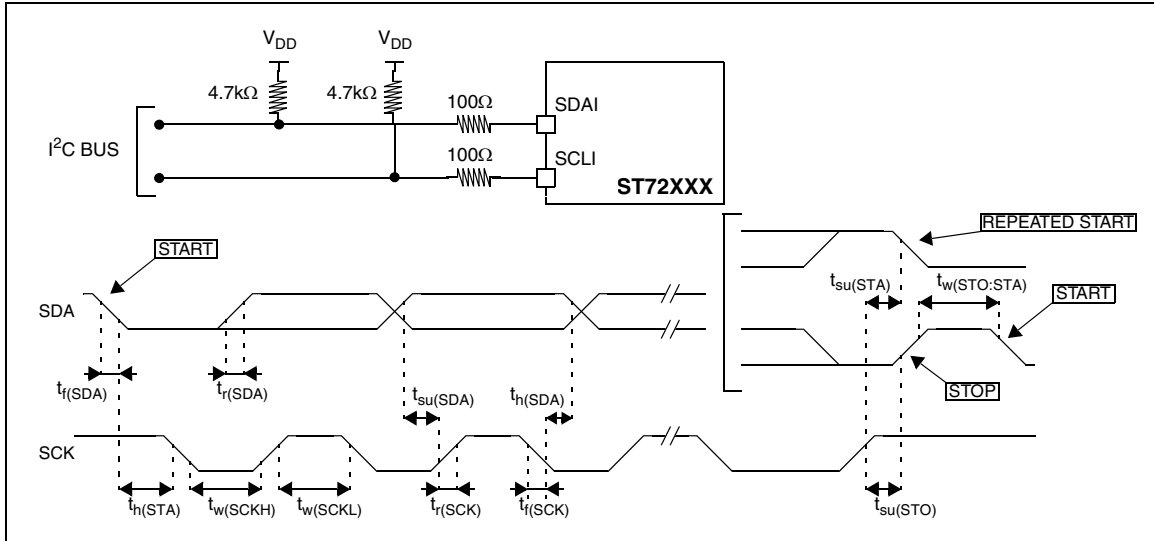 V_DD V_DD
4.7kΩ 4.7kΩ
100Ω SDAI
I²C BUS
100Ω SCLI
ST72XXX
REPEATED START
START
t_su(STA) t_w(STO:STA)
START
SDA
t_f(SDA) t_r(SDA)
t_su(SDA) t_h(SDA)
STOP
SCK
t_h(STA) t_w(SCKH) t_w(SCKL) t_r(SCK) t_f(SCK) t_su(STO)